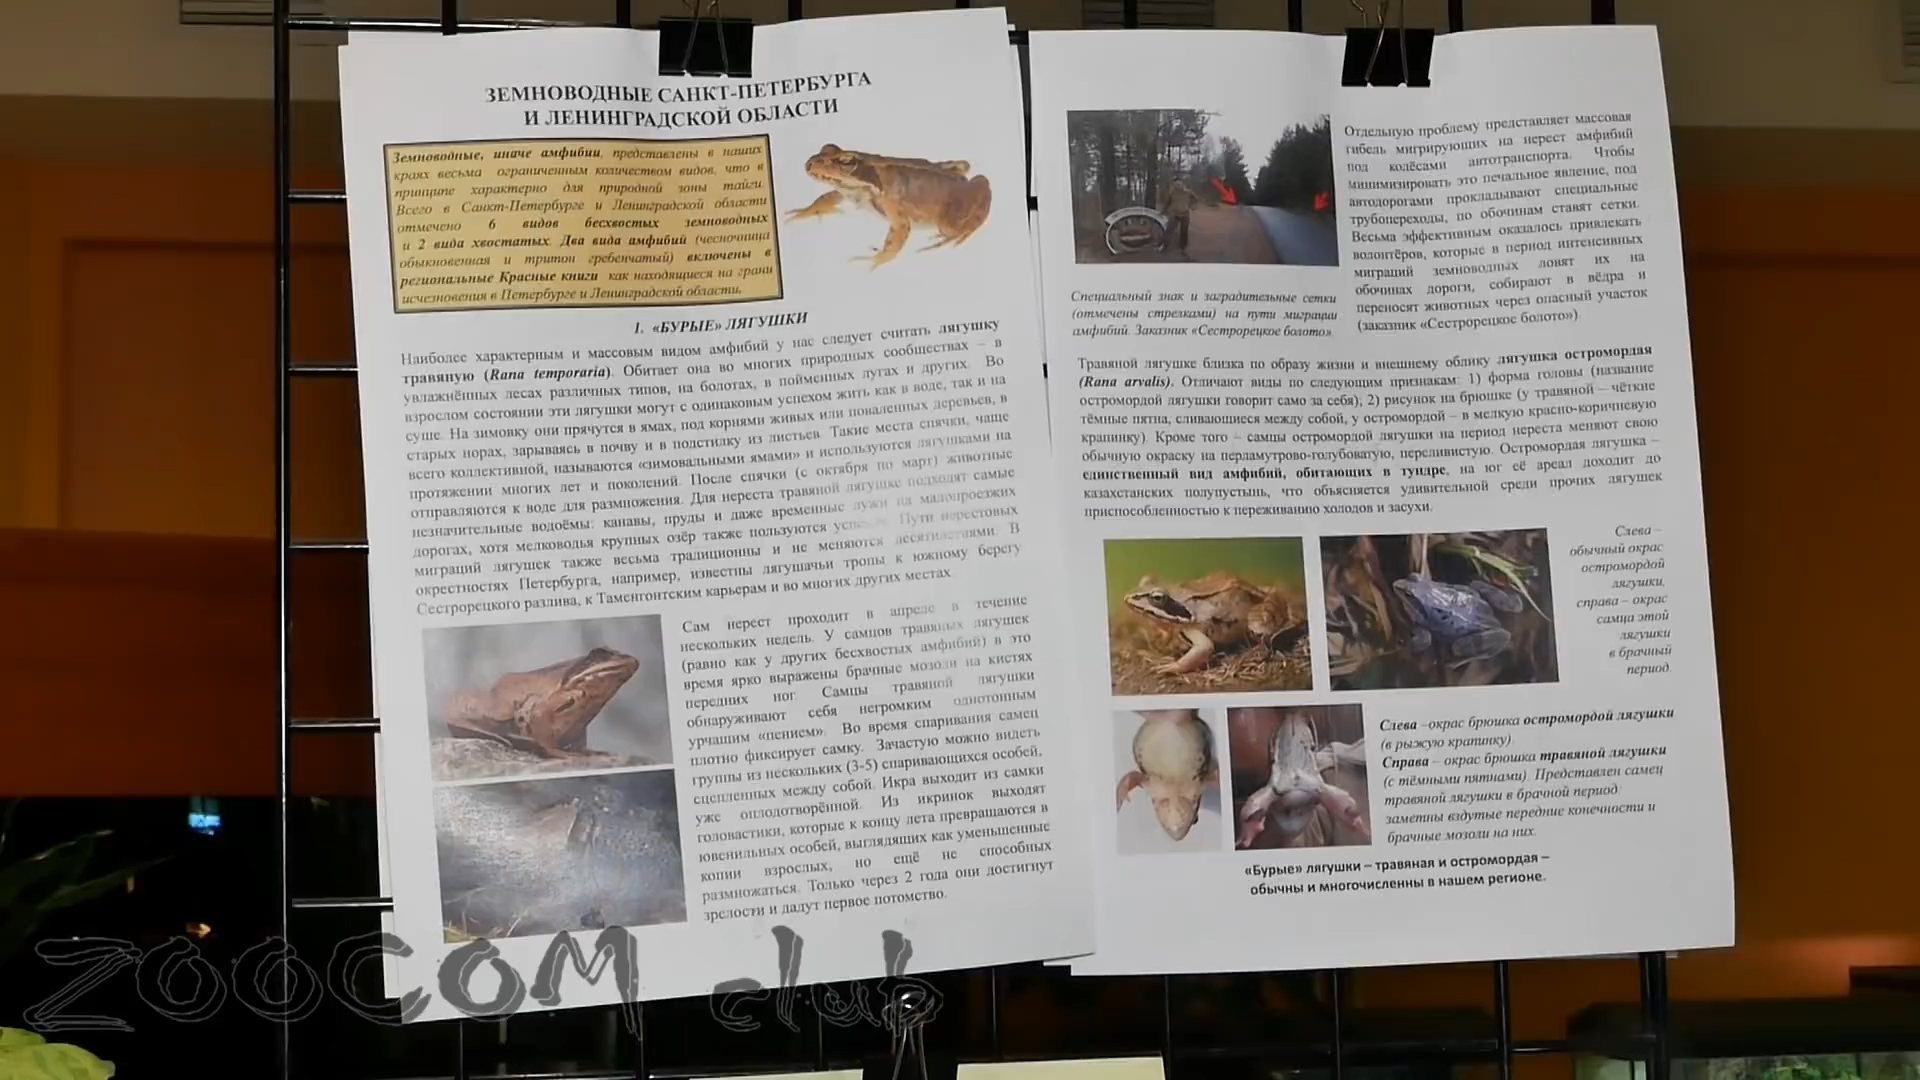 ЗЕМНОВОДНЫЕ САНКТ-ПЕТЕРБУРГА
И ЛЕНИНГРАДСКОЙ ОБЛАСТИ
Земноводные, иначе амфибии, представлены в наших
краях весьма ограниченным количеством видов, что в
принципе характерно для природной зоны тайги.
Всего в Санкт-Петербурге и Ленинградской области
отмечено 6 видов бесхвостых земноводных
и 2 вида хвостатых. Два вида амфибий (чесночница
обыкновенная и тритон гребенчатый) включены в
региональные Красные книги как находящиеся на грани
исчезновения в Петербурге и Ленинградской области.
1. «БУРЫЕ» ЛЯГУШКИ
Наиболее характерным и массовым видом амфибий у нас следует считать лягушку
травяную (Rana temporaria). Обитает она во многих природных сообществах – в
увлажнённых лесах различных типов, на болотах, в пойменных лугах и других. Во
взрослом состоянии эти лягушки могут с одинаковым успехом жить как в воде, так и на
суше. На зимовку они прячутся в ямах, под корнями живых или поваленных деревьев, в
старых норах, зарываясь в почву и в подстилку из листьев. Такие места спячки, чаще
всего коллективной, называются «зимовальными ямами» и используются лягушками на
протяжении многих лет и поколений. После спячки (с октября по март) животные
отправляются к воде для размножения. Для нереста травяной лягушке подходят самые
незначительные водоёмы: канавы, пруды и даже временные лужи на малопроезжих
дорогах, хотя мелководья крупных озёр также пользуются успехом. Пути нерестовых
миграций лягушек также весьма традиционны и не меняются десятилетиями. В
окрестностях Петербурга, например, известны лягушачьи тропы к южному берегу
Сестрорецкого разлива, к Таменгонтским карьерам и во многих других местах.
Сам нерест проходит в апреле в течение
нескольких недель. У самцов травяных лягушек
(равно как у других бесхвостых амфибий) в это
время ярко выражены брачные мозоли на кистях
передних ног. Самцы травяной лягушки
обнаруживают себя негромким однотонным
урчащим «пением». Во время спаривания самец
плотно фиксирует самку. Зачастую можно видеть
группы из нескольких (3-5) спаривающихся особей,
сцепленных между собой. Икра выходит из самки
уже оплодотворённой. Из икринок выходят
головастики, которые к концу лета превращаются в
ювенильных особей, выглядящих как уменьшенные
копии взрослых, но ещё не способных
размножаться. Только через 2 года они достигнут
зрелости и дадут первое потомство.
Отдельную проблему представляет массовая
гибель мигрирующих на нерест амфибий
под колёсами автотранспорта. Чтобы
минимизировать это печальное явление, под
автодорогами прокладывают специальные
трубопереходы, по обочинам ставят сетки.
Весьма эффективным оказалось привлекать
волонтёров, которые в период интенсивных
миграций земноводных ловят их на
обочинах дороги, собирают в вёдра и
переносят животных через опасный участок
(заказник «Сестрорецкое болото»).
Специальный знак и заградительные сетки
(отмечены стрелками) на пути миграции
амфибий. Заказник «Сестрорецкое болото».
Травяной лягушке близка по образу жизни и внешнему облику лягушка остромордая
(Rana arvalis). Отличают виды по следующим признакам: 1) форма головы (название
остромордой лягушки говорит само за себя), 2) рисунок на брюшке (у травяной – чёткие
тёмные пятна, сливающиеся между собой, у остромордой – в мелкую красно-коричневую
крапинку). Кроме того – самцы остромордой лягушки на период нереста меняют свою
обычную окраску на перламутрово-голубоватую, переливистую. Остромордая лягушка –
единственный вид амфибий, обитающих в тундре, на юг её ареал доходит до
казахстанских полупустынь, что объясняется удивительной среди прочих лягушек
приспособленностью к переживанию холодов и засухи.
Слева –
обычный окрас
остромордой
лягушки,
справа – окрас
самца этой
лягушки
в брачный
период.
Слева –окрас брюшка остромордой лягушки
(в рыжую крапинку).
Справа – окрас брюшка травяной лягушки
(с тёмными пятнами). Представлен самец
травяной лягушки в брачный период:
заметны вздутые передние конечности и
брачные мозоли на них.
«Бурые» лягушки – травяная и остромордая –
обычны и многочисленны в нашем регионе.
ZOOCOM club